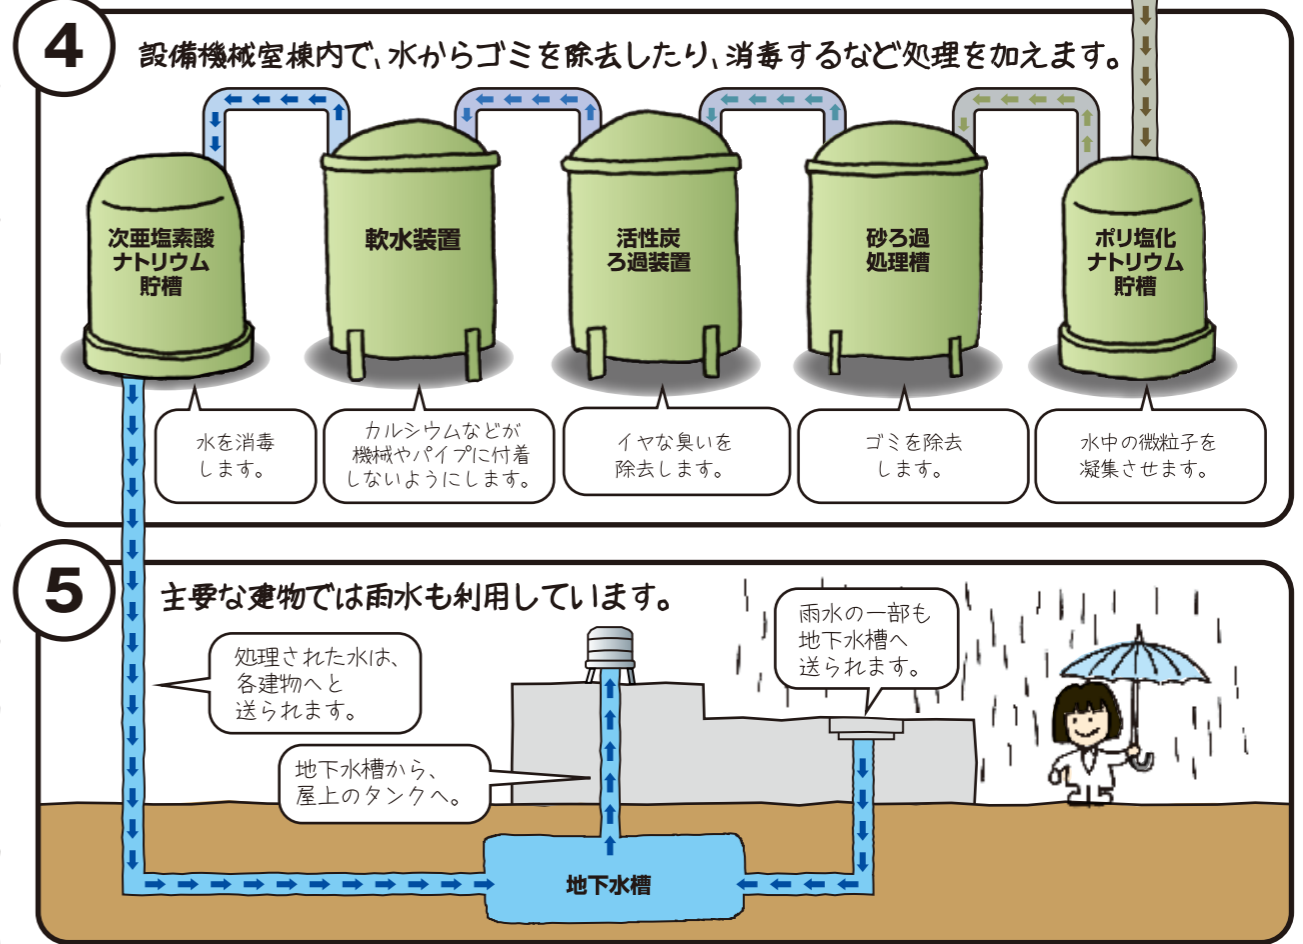 4
設備機械室棟内で、水からゴミを除去したり、消毒するなど処理を加えます。
次亜塩素酸
ナトリウム
貯槽
軟水装置
活性炭
ろ過装置
砂ろ過
処理槽
ポリ塩化
ナトリウム
貯槽
水を消毒
します。
カルシウムなどが
機械やパイプに付着
しないようにします。
イヤな臭いを
除去します。
ゴミを除去
します。
水中の微粒子を
凝集させます。
5
主要な建物では雨水も利用しています。
処理された水は、
各建物へと
送られます。
地下水槽から、
屋上のタンクへ。
雨水の一部も
地下水槽へ
送られます。
地下水槽